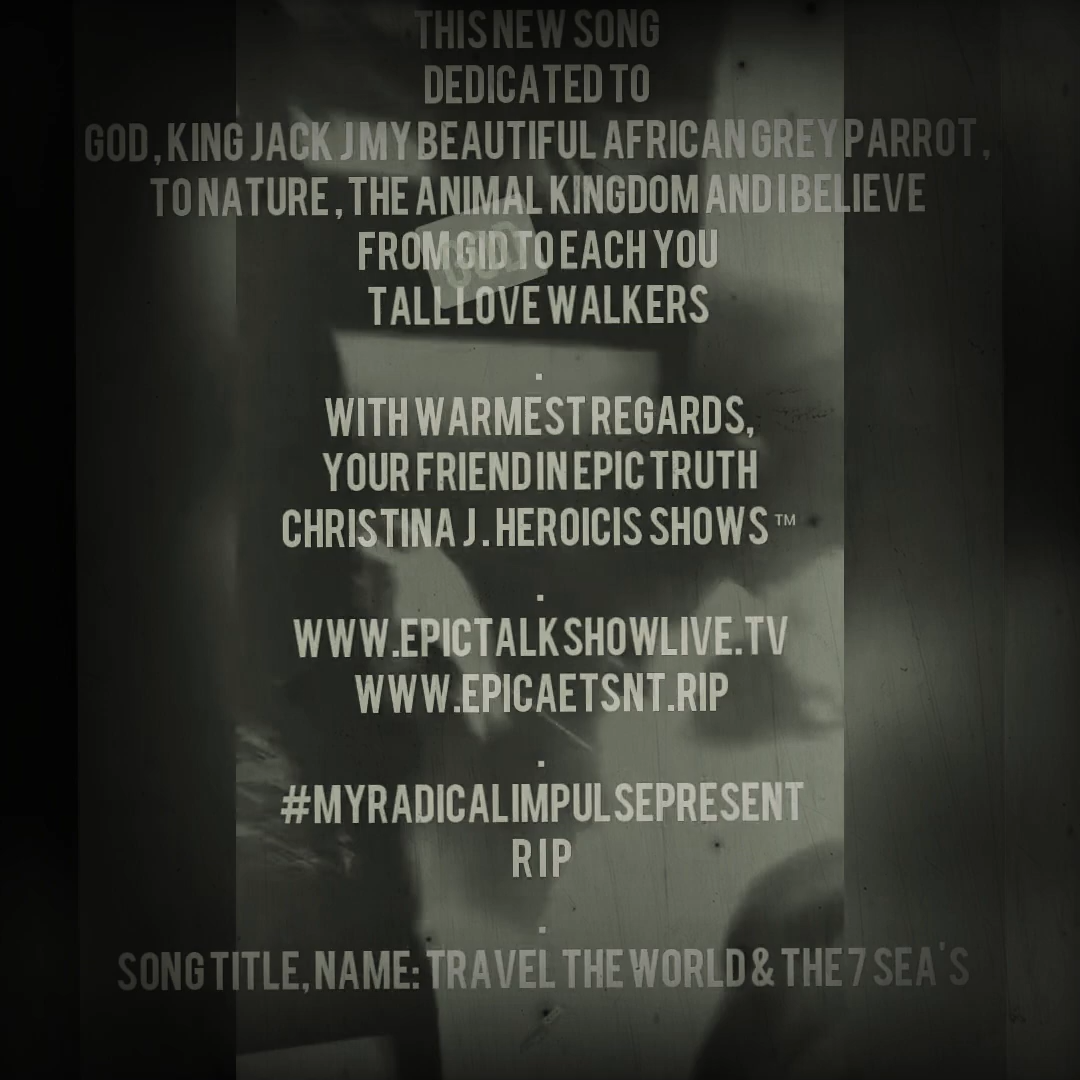 THIS NEW SONG
DEDICATED TO
GOD, KING JACK J MY BEAUTIFUL AFRICAN GREY PARROT,
TO NATURE, THE ANIMAL KINGDOM AND I BELIEVE
FROM GID TO EACH YOU
TALL LOVE WALKERS
.
WITH WARMEST REGARDS,
YOUR FRIEND IN EPIC TRUTH
CHRISTINA J. HEROICIS SHOWS™
.
WWW.EPICTALKSHOWLIVE.TV
WWW.EPICAETSNT.RIP
.
#MYRADICALIMPULSEPRESENT
RIP
.
SONG TITLE, NAME: TRAVEL THE WORLD & THE 7 SEA'S